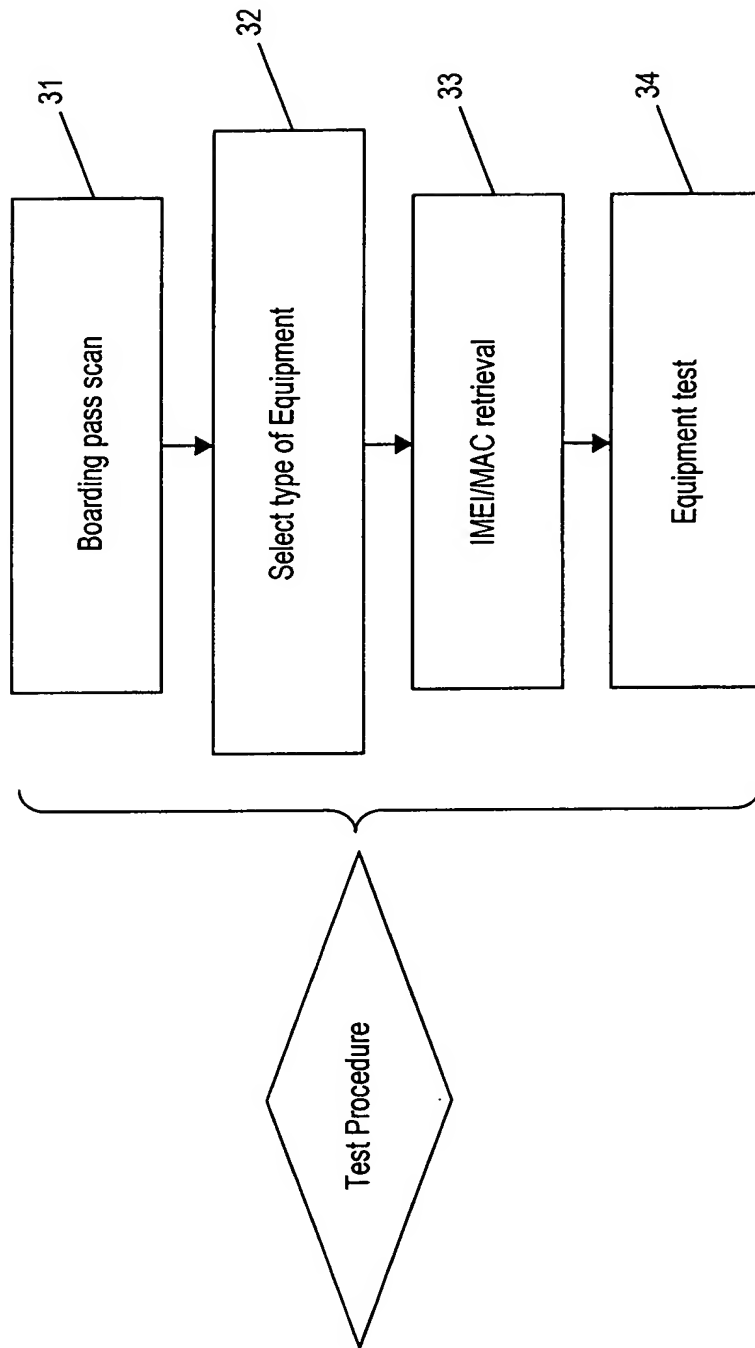 Test Procedure
Boarding pass scan
31
Select type of Equipment
32
IMEI/MAC retrieval
33
Equipment test
34